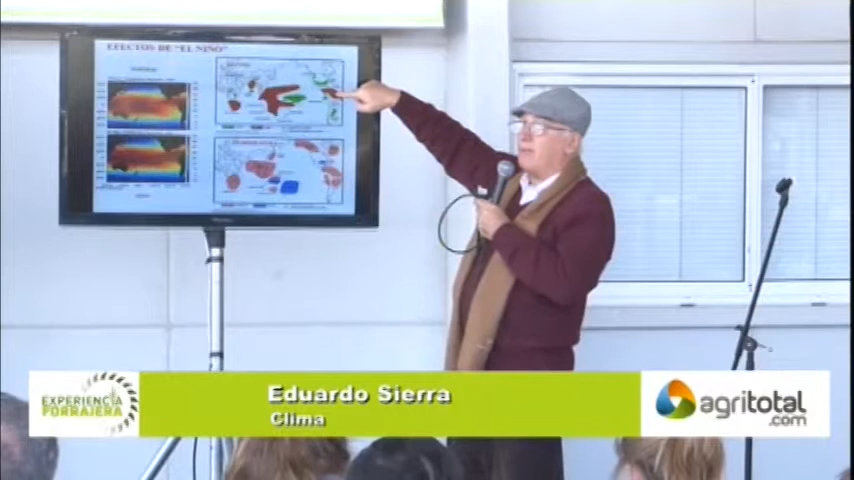 EFECTOS DE "EL NIÑO"
Eduardo Sierra
Clima
EXPERIENCIA
FORRAJERA
agritotal
.com